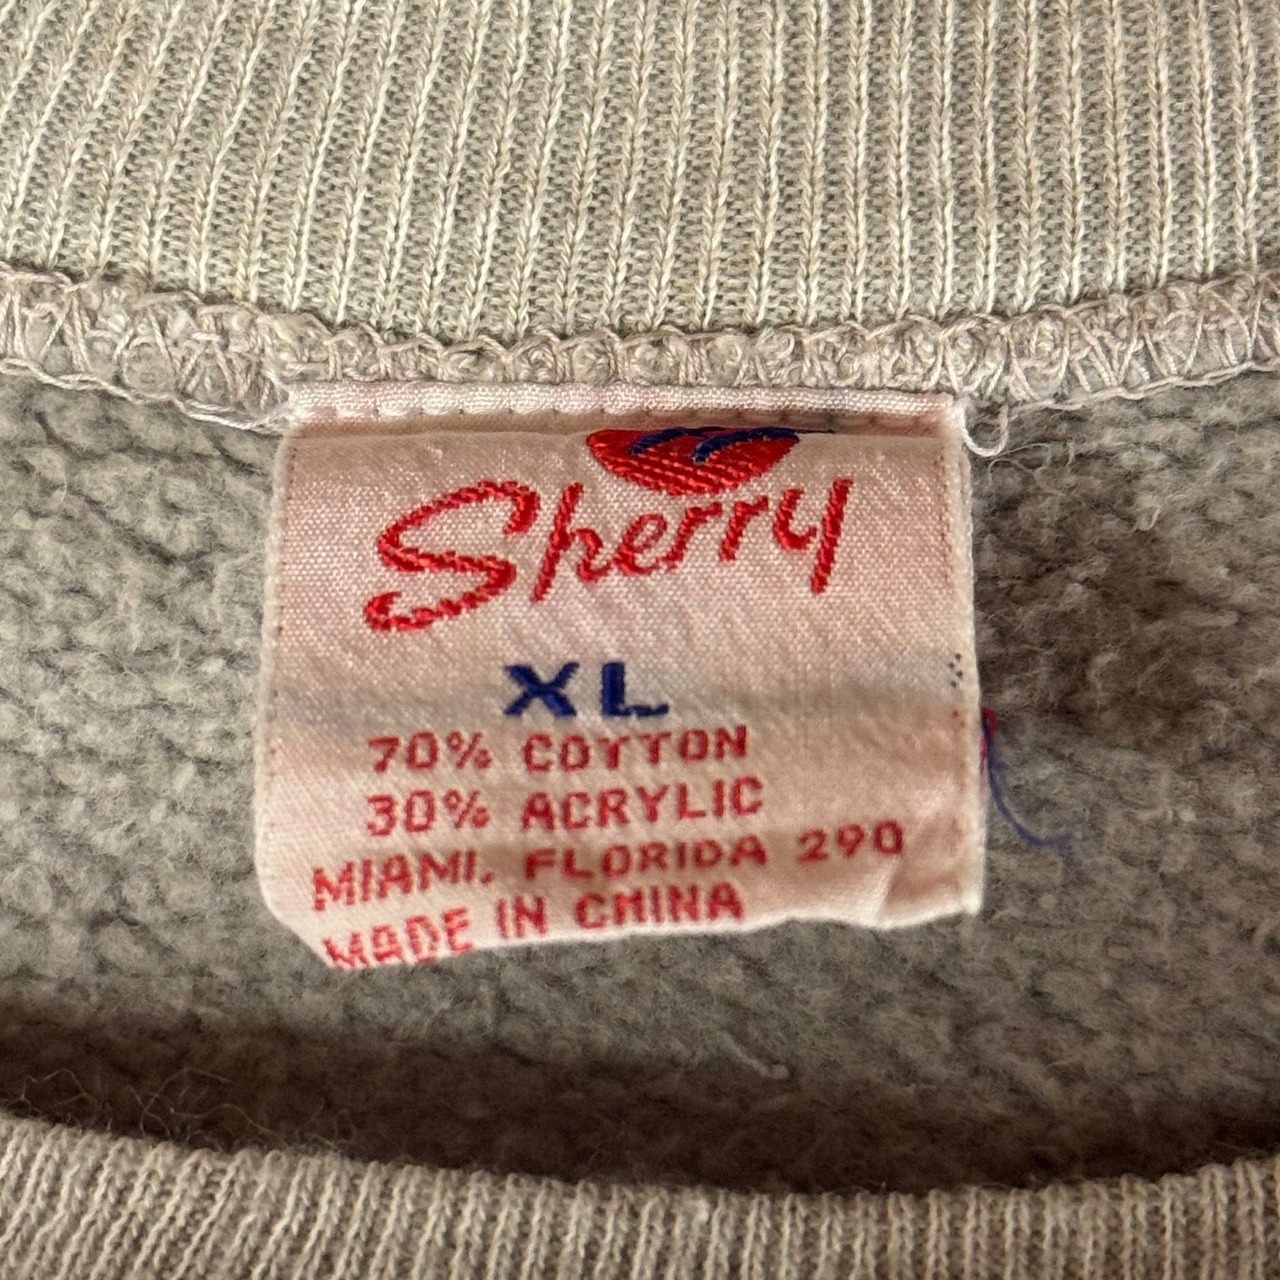 Sherry
XL
70% COTTON
30% ACRYLIC
MIAMI, FLORIDA 290
MADE IN CHINA